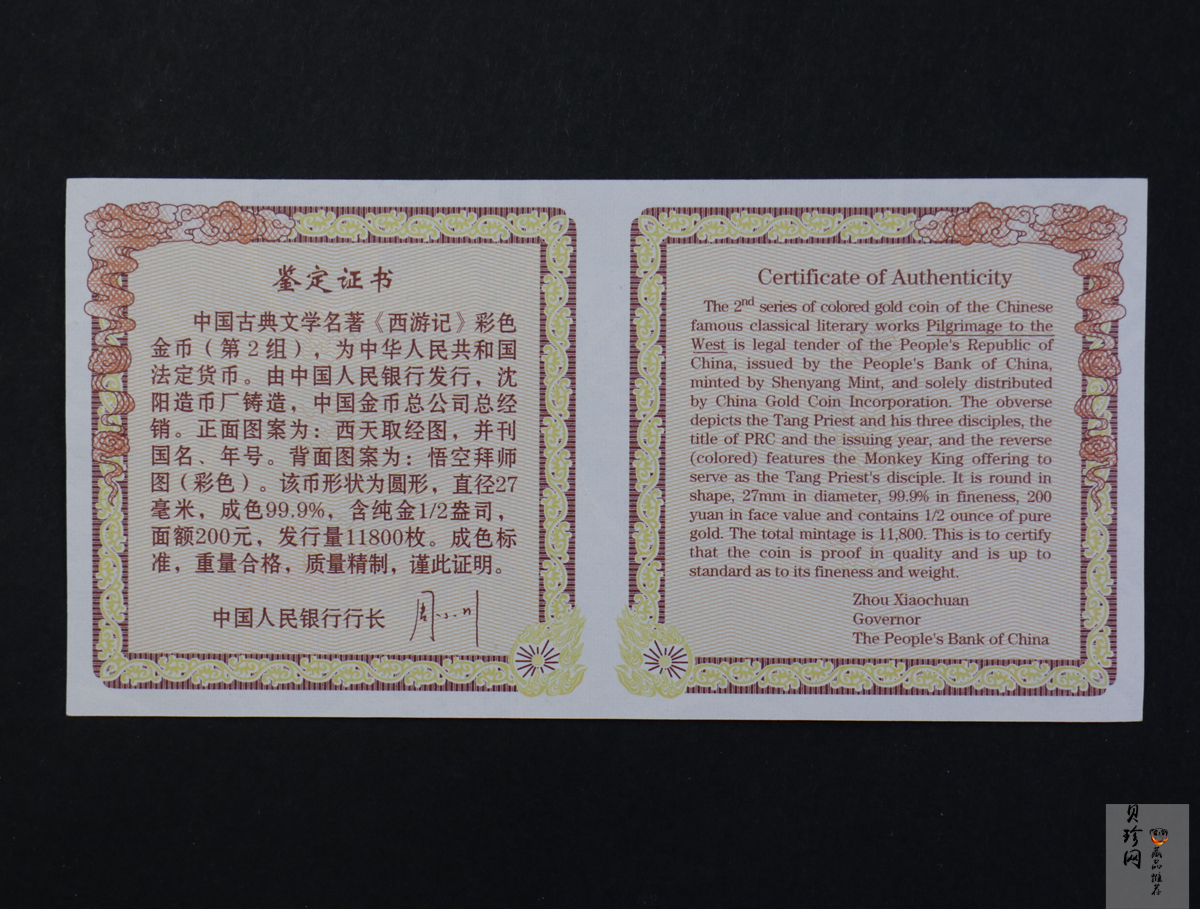 鉴定证书
中国古典文学名著《西游记》彩色
金币（第2组），为中华人民共和国
法定货币。由中国人民银行发行，沈
阳造币厂铸造，中国金币总公司总经
销。正面图案为：西天取经图，并刊
国名、年号。背面图案为：悟空拜师
图（彩色）。该币形状为圆形，直径27
毫米，成色99.9%，含纯金1/2盎司，
面额200元，发行量11800枚。成色标
准，重量合格，质量精制，谨此证明。
中国人民银行行长 周小川
Certificate of Authenticity
The 2nd series of colored gold coin of the Chinese
famous classical literary works Pilgrimage to the
West is legal tender of the People's Republic of
China, issued by the People's Bank of China,
minted by Shenyang Mint, and solely distributed
by China Gold Coin Incorporation. The obverse
depicts the Tang Priest and his three disciples, the
title of PRC and the issuing year, and the reverse
(colored) features the Monkey King offering to
serve as the Tang Priest's disciple. It is round in
shape, 27mm in diameter, 99.9% in fineness, 200
yuan in face value and contains 1/2 ounce of pure
gold. The total mintage is 11,800. This is to certify
that the coin is proof in quality and is up to
standard as to its fineness and weight.
Zhou Xiaochuan
Governor
The People's Bank of China
贝珍网
藏品推荐